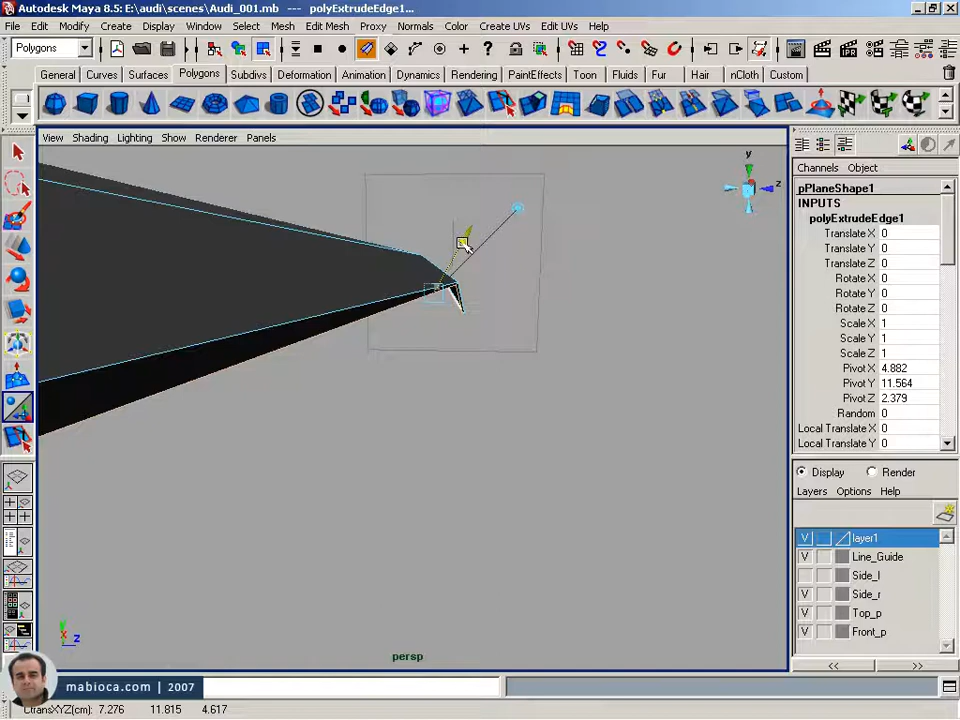 Autodesk Maya 8.5: E:\audi\scenes\Audi_001.mb --- polyExtrudeEdge1...
File Edit Modify Create Display Window Select Mesh Edit Mesh Proxy Normals Color Create UVs Edit UVs Help
Polygons
General Curves Surfaces Polygons Subdivs Deformation Animation Dynamics Rendering PaintEffects Toon Fluids Fur Hair nCloth Custom
View Shading Lighting Show Renderer Panels
y
z
Channels Object
pPlaneShape1
INPUTS
polyExtrudeEdge1
Translate X 0
Translate Y 0
Translate Z 0
Rotate X 0
Rotate Y 0
Rotate Z 0
Scale X 1
Scale Y 1
Scale Z 1
Pivot X 4.882
Pivot Y 11.564
Pivot Z 2.379
Random 0
Local Translate X 0
Local Translate Y 0
Display Render
Layers Options Help
V layer1
V Line_Guide
Side_l
V Side_r
V Top_p
V Front_p
<< >>
z
persp
mabioca.com | 2007
CtransXYZ(cm): 7.276 11.815 4.617